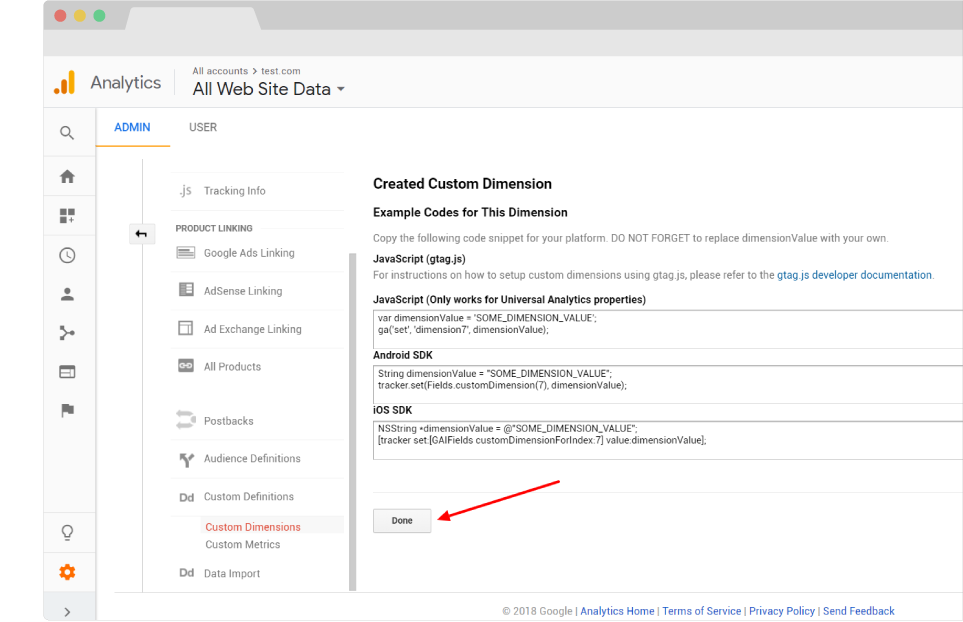 All accounts > test.com
Analytics
All Web Site Data
ADMIN
USER
.js Tracking Info
PRODUCT LINKING
Google Ads Linking
AdSense Linking
Ad Exchange Linking
All Products
Postbacks
Audience Definitions
Dd Custom Definitions
Custom Dimensions
Custom Metrics
Dd Data Import
Created Custom Dimension
Example Codes for This Dimension
Copy the following code snippet for your platform. DO NOT FORGET to replace dimensionValue with your own.
JavaScript (gtag.js)
For instructions on how to setup custom dimensions using gtag.js, please refer to the gtag.js developer documentation.
JavaScript (Only works for Universal Analytics properties)
var dimensionValue = 'SOME_DIMENSION_VALUE';
ga('set', 'dimension7', dimensionValue);
Android SDK
String dimensionValue = "SOME_DIMENSION_VALUE";
tracker.set(Fields.customDimension(7), dimensionValue);
iOS SDK
NSString *dimensionValue = @"SOME_DIMENSION_VALUE";
[tracker set:[GAIFields customDimensionForIndex:7] value:dimensionValue];
Done
© 2018 Google | Analytics Home | Terms of Service | Privacy Policy | Send Feedback